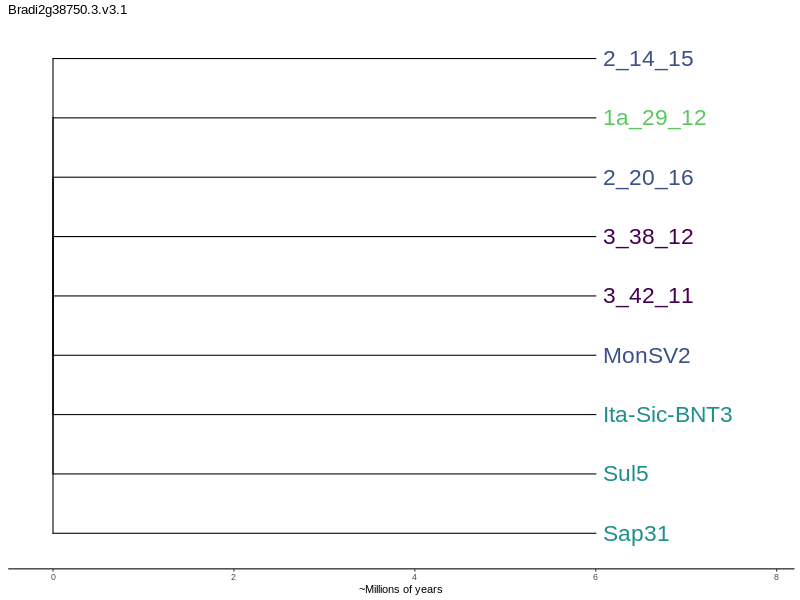 Bradi2g38750.3.v3.1
2_14_15
1a_29_12
2_20_16
3_38_12
3_42_11
MonSV2
Ita-Sic-BNT3
Sul5
Sap31
0 2 4 6 8
~Millions of years